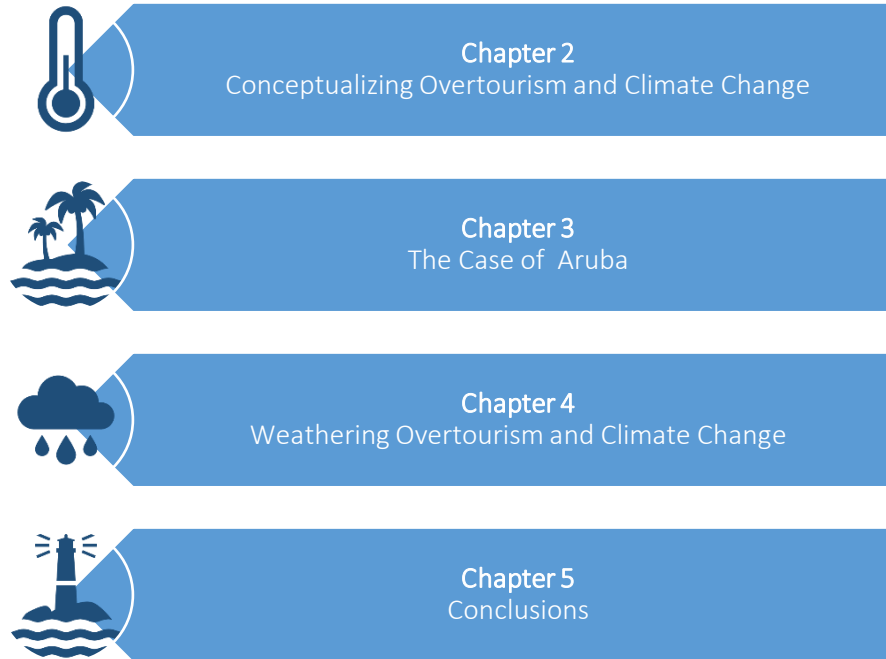 Chapter 2
Conceptualizing Overtourism and Climate Change
Chapter 3
The Case of Aruba
Chapter 4
Weathering Overtourism and Climate Change
Chapter 5
Conclusions